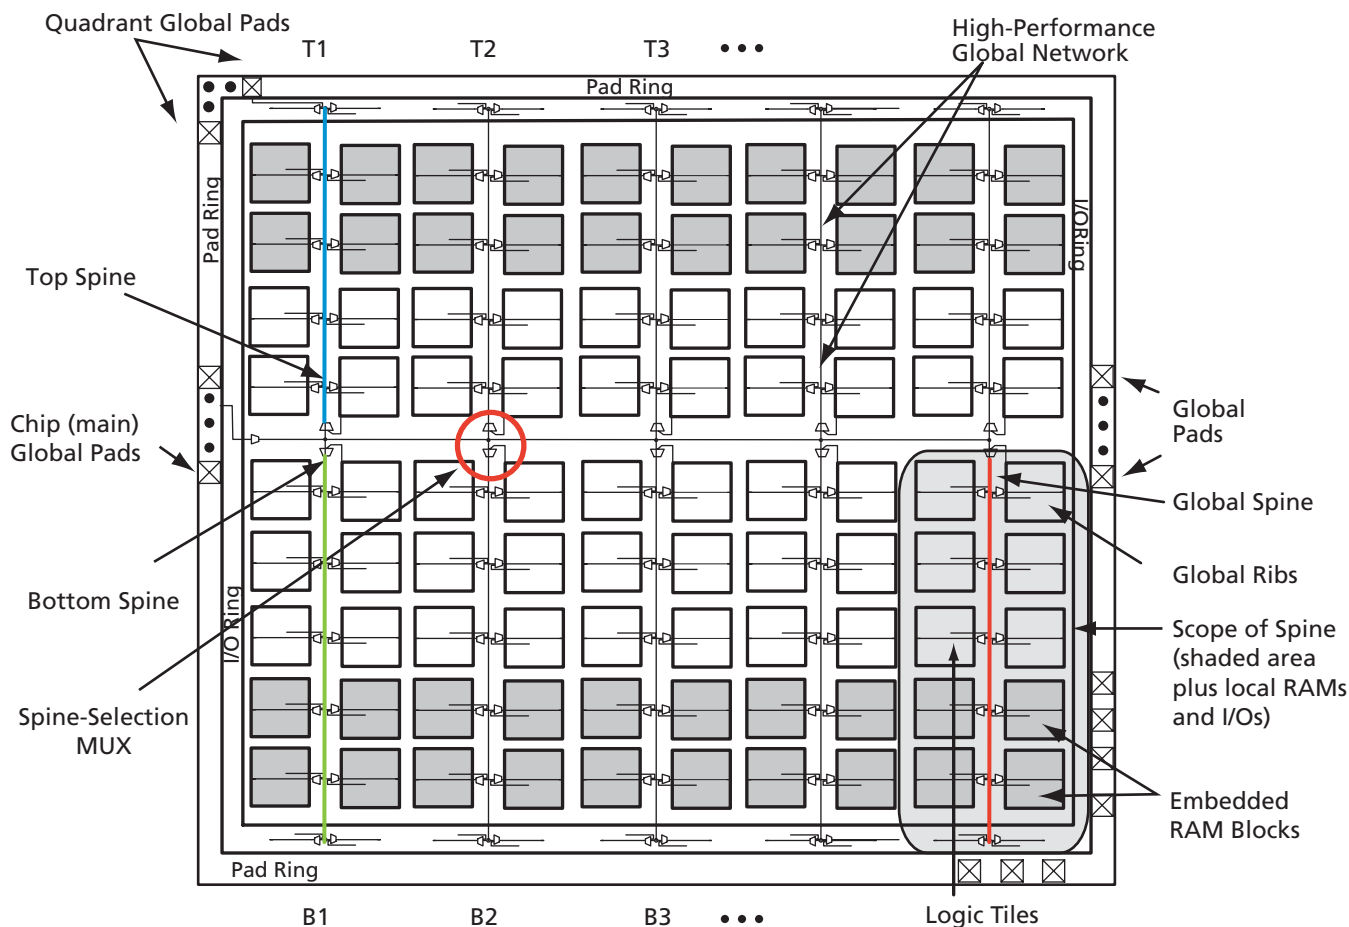 Quadrant Global Pads
T1
T2
T3
•••
High-Performance
Global Network
Pad Ring
Pad Ring
I/ORing
Top Spine
Chip (main)
Global Pads
Global
Pads
Global Spine
Bottom Spine
I/O Ring
Global Ribs
Scope of Spine
(shaded area
plus local RAMs
and I/Os)
Spine-Selection
MUX
Embedded
RAM Blocks
Pad Ring
B1
B2
B3
•••
Logic Tiles